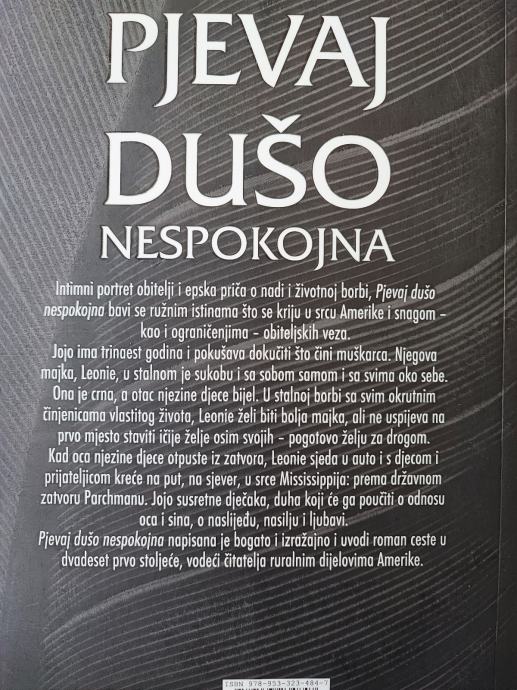 PJEVAJ
DUŠO
NESPOKOJNA
Intimni portret obitelji i epska priča o nadi i životnoj borbi, Pjevaj dušo
nespokojna bavi se ružnim istinama što se kriju u srcu Amerike i snagom –
kao i ograničenjima – obiteljskih veza.
Jojo ima trinaest godina i pokušava dokučiti što čini muškarca. Njegova
majka, Leonie, u stalnom je sukobu i sa sobom samom i sa svima oko sebe.
Ona je crna, a otac njezine djece bijel. U stalnoj borbi sa svim okrutnim
činjenicama vlastitog života, Leonie želi biti bolja majka, ali ne uspijeva na
prvo mjesto staviti ičije želje osim svojih – pogotovo želju za drogom.
Kad oca njezine djece otpuste iz zatvora, Leonie sjeda u auto i s djecom i
prijateljicom kreće na put, na sjever, u srce Mississippija: prema državnom
zatvoru Parchmanu. Jojo susretne dječaka, duha koji će ga poučiti o odnosu
oca i sina, o naslijeđu, nasilju i ljubavi.
Pjevaj dušo nespokojna napisana je bogato i izražajno i uvodi roman ceste u
dvadeset prvo stoljeće, vodeći čitatelja ruralnim dijelovima Amerike.
ISBN 978-953-323-484-7